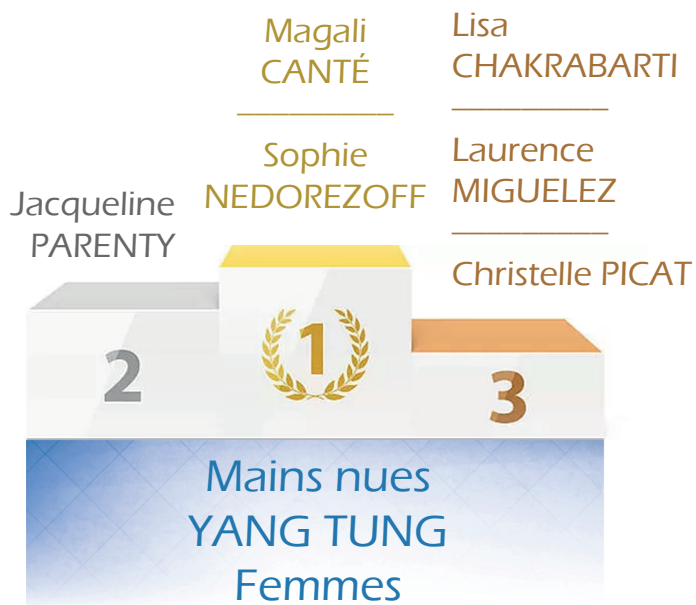 Magali
CANTÉ
Sophie
NEDOREZOFF
Lisa
CHAKRABARTI
Laurence
MIGUELEZ
Christelle PICAT
Jacqueline
PARENTY
2
1
3
Mains nues
YANG TUNG
Femmes